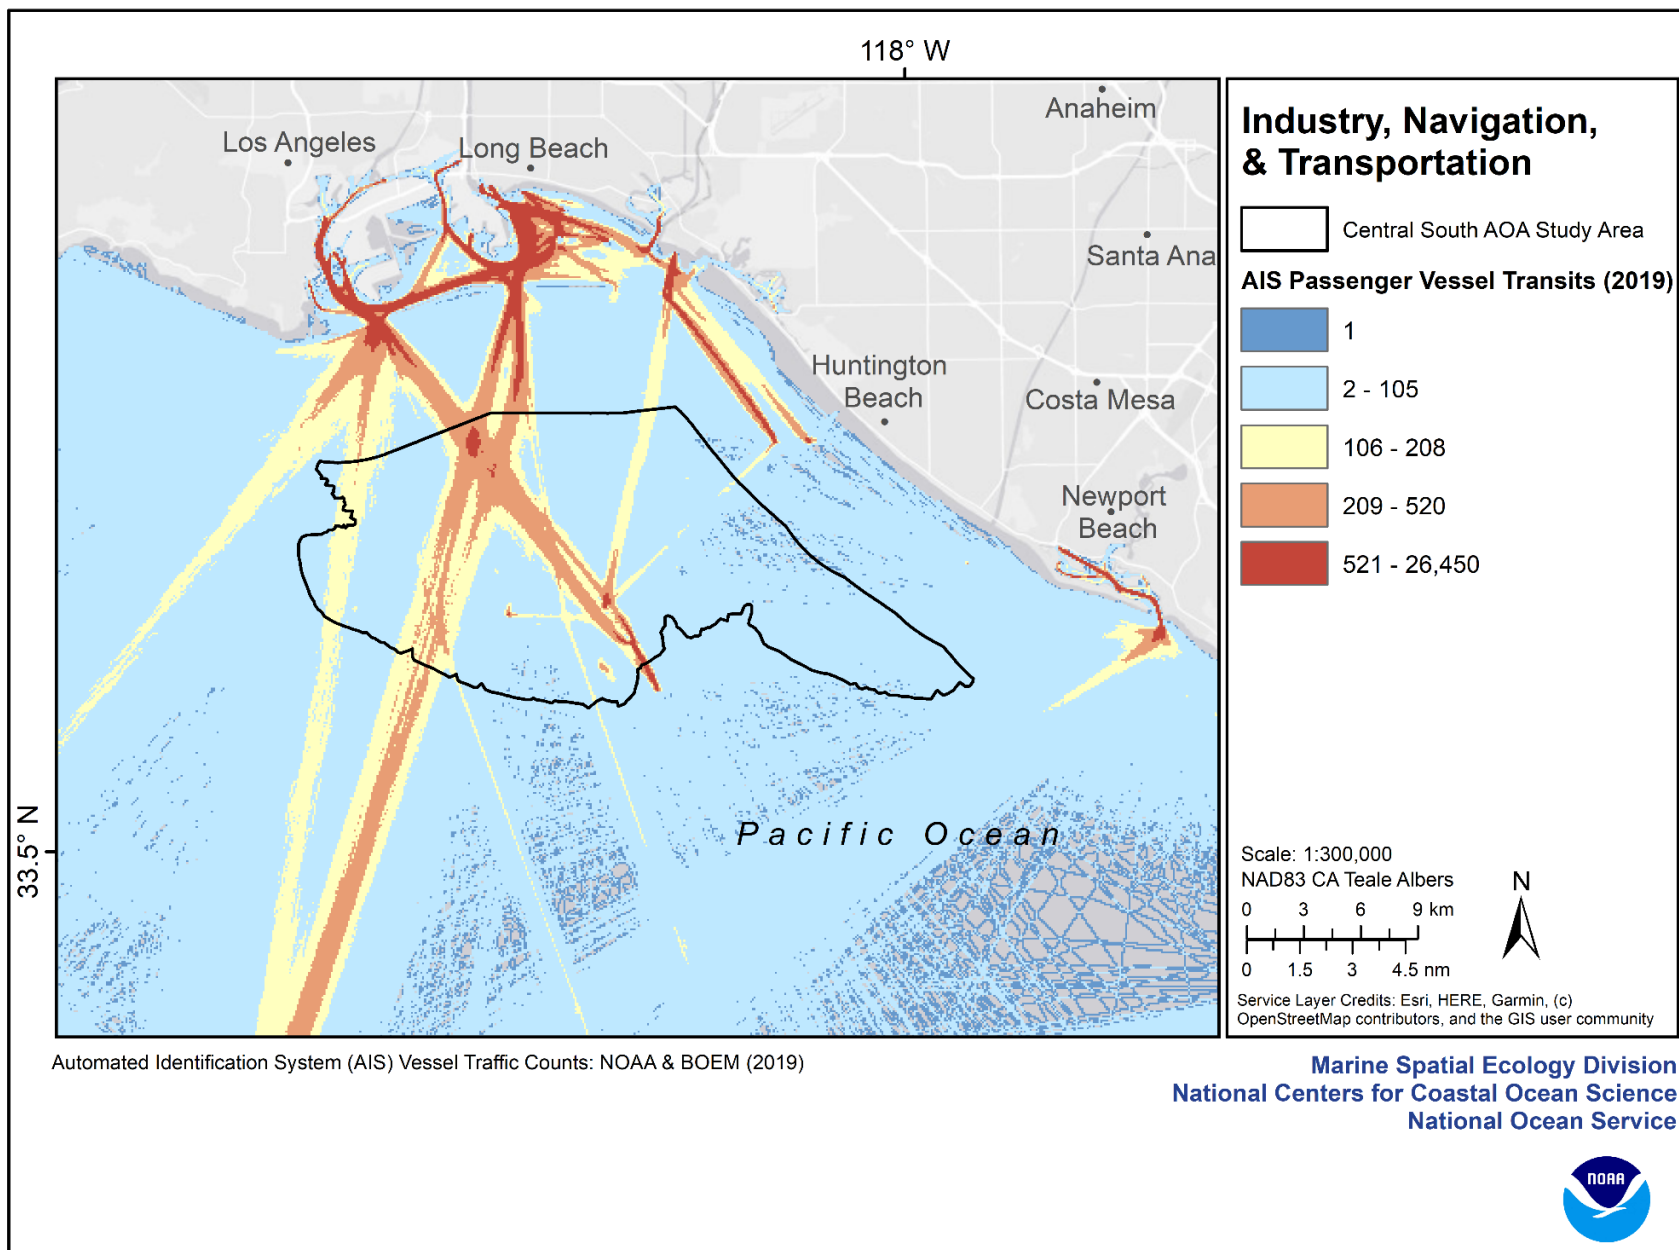 118° W
Anaheim
Los Angeles
Long Beach
Santa Ana
Huntington
Beach
Costa Mesa
Newport
Beach
Pacific Ocean
33.5° N
Industry, Navigation,
& Transportation
Central South AOA Study Area
AIS Passenger Vessel Transits (2019)
1
2 - 105
106 - 208
209 - 520
521 - 26,450
Scale: 1:300,000
NAD83 CA Teale Albers
0 3 6 9 km
0 1.5 3 4.5 nm
N
Service Layer Credits: Esri, HERE, Garmin, (c)
OpenStreetMap contributors, and the GIS user community
Automated Identification System (AIS) Vessel Traffic Counts: NOAA & BOEM (2019)
Marine Spatial Ecology Division
National Centers for Coastal Ocean Science
National Ocean Service
NOAA